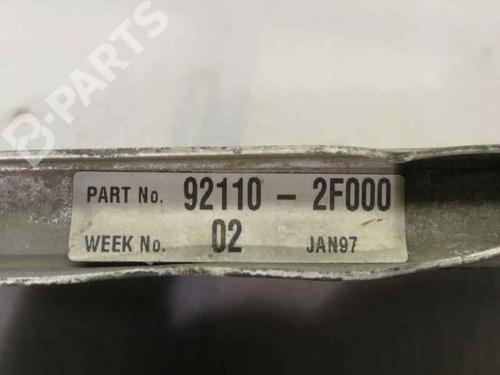 B-PARTS
PART No. 92110 - 2F000
WEEK No. 02 JAN97